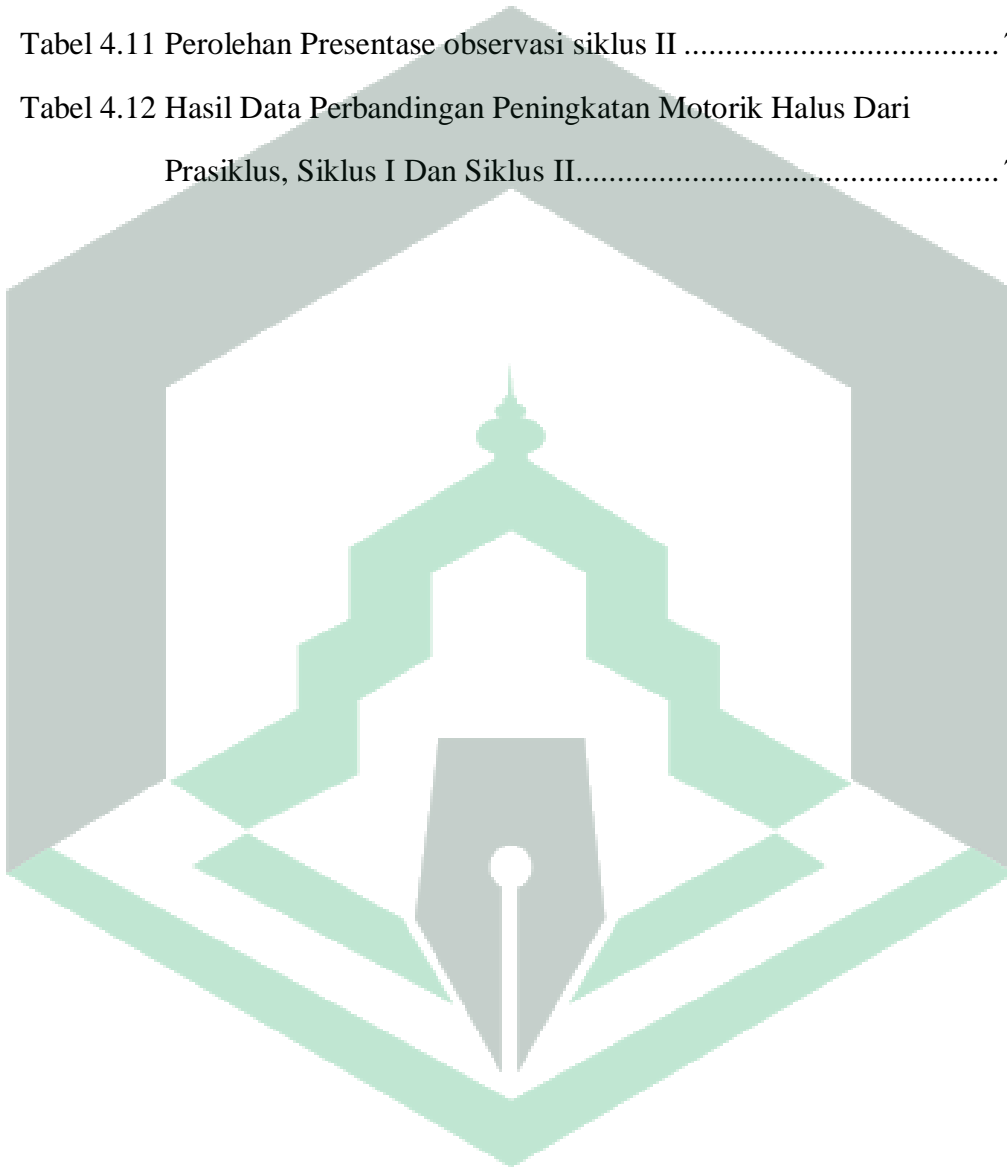 Tabel 4.11 Perolehan Presentase observasi siklus II ......................................
Tabel 4.12 Hasil Data Perbandingan Peningkatan Motorik Halus Dari
Prasiklus, Siklus I Dan Siklus II...................................................